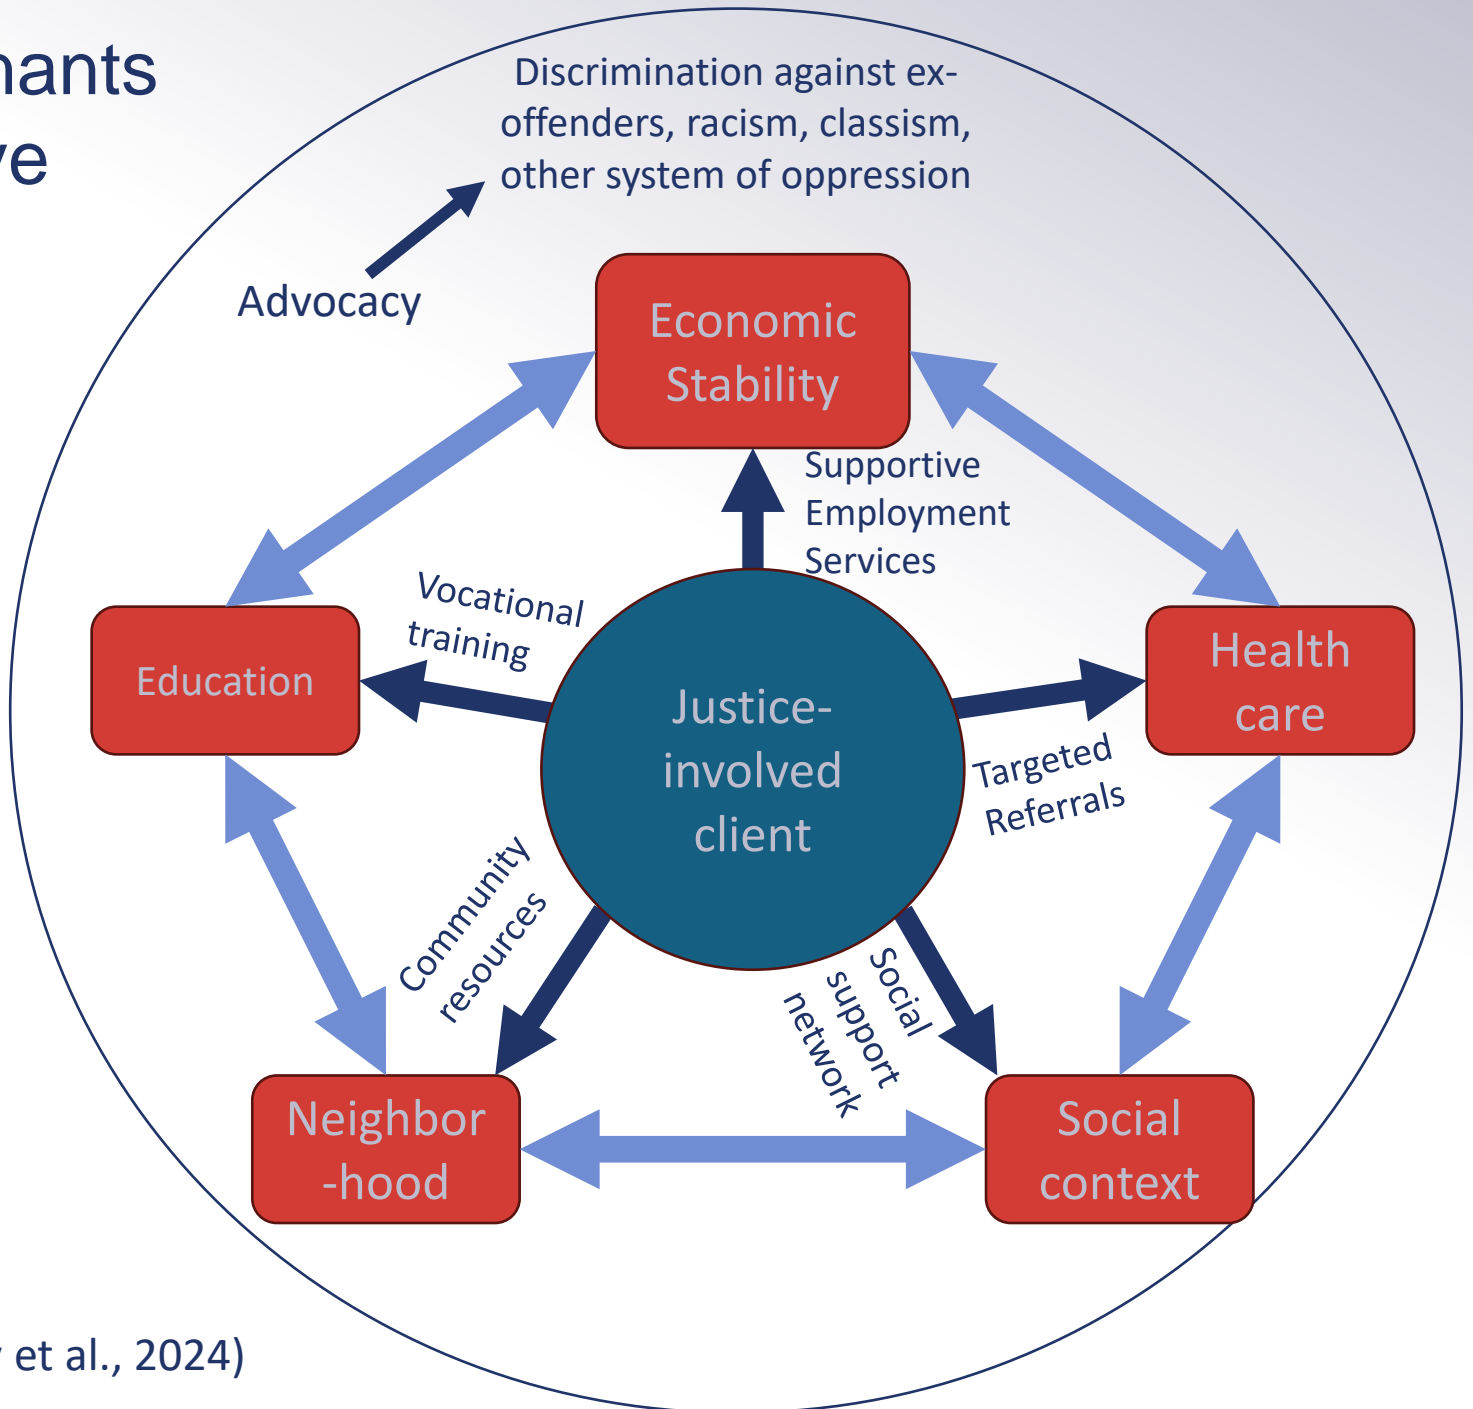 nants
ve
Discrimination against ex-
offenders, racism, classism,
other system of oppression
Advocacy
Economic
Stability
Supportive
Employment
Services
Vocational
training
Education
Health
care
Justice-
involved
client
Targeted
Referrals
Community
resources
Social
support
network
Neighbor
-hood
Social
context
et al., 2024)